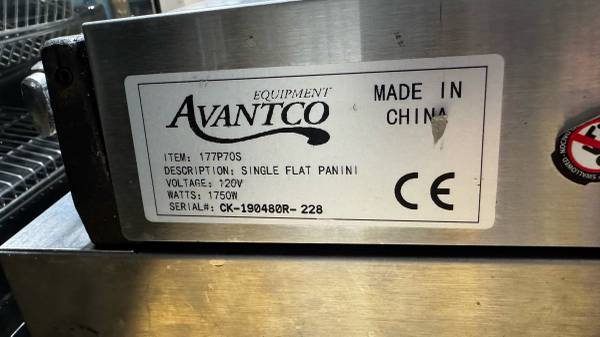 EQUIPMENT
AVANTCO
MADE IN
CHINA
ITEM: 177P70S
DESCRIPTION: SINGLE FLAT PANINI
VOLTAGE: 120V
WATTS: 1750W
SERIAL#: CK-190480R-228
CE
SWALLOWED